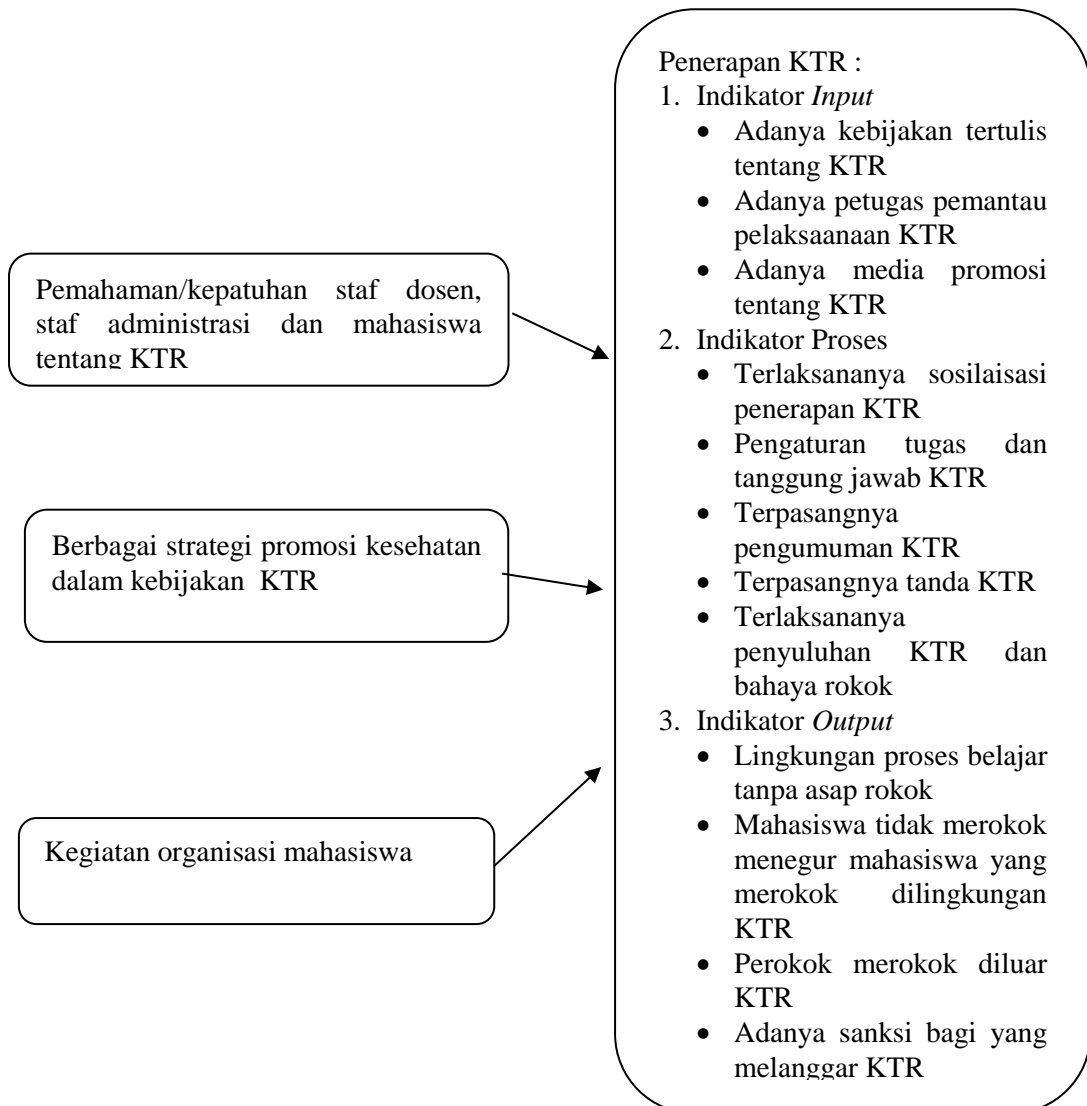 Pemahaman/kepatuhan staf dosen,
staf administrasi dan mahasiswa
tentang KTR
Berbagai strategi promosi kesehatan
dalam kebijakan KTR
Kegiatan organisasi mahasiswa
Penerapan KTR :
1. Indikator Input
• Adanya kebijakan tertulis
tentang KTR
• Adanya petugas pemantau
pelaksaanaan KTR
• Adanya media promosi
tentang KTR
2. Indikator Proses
• Terlaksananya sosilaisasi
penerapan KTR
• Pengaturan tugas dan
tanggung jawab KTR
• Terpasangnya
pengumuman KTR
• Terpasangnya tanda KTR
• Terlaksananya
penyuluhan KTR dan
bahaya rokok
3. Indikator Output
• Lingkungan proses belajar
tanpa asap rokok
• Mahasiswa tidak merokok
menegur mahasiswa yang
merokok dilingkungan
KTR
• Perokok merokok diluar
KTR
• Adanya sanksi bagi yang
melanggar KTR